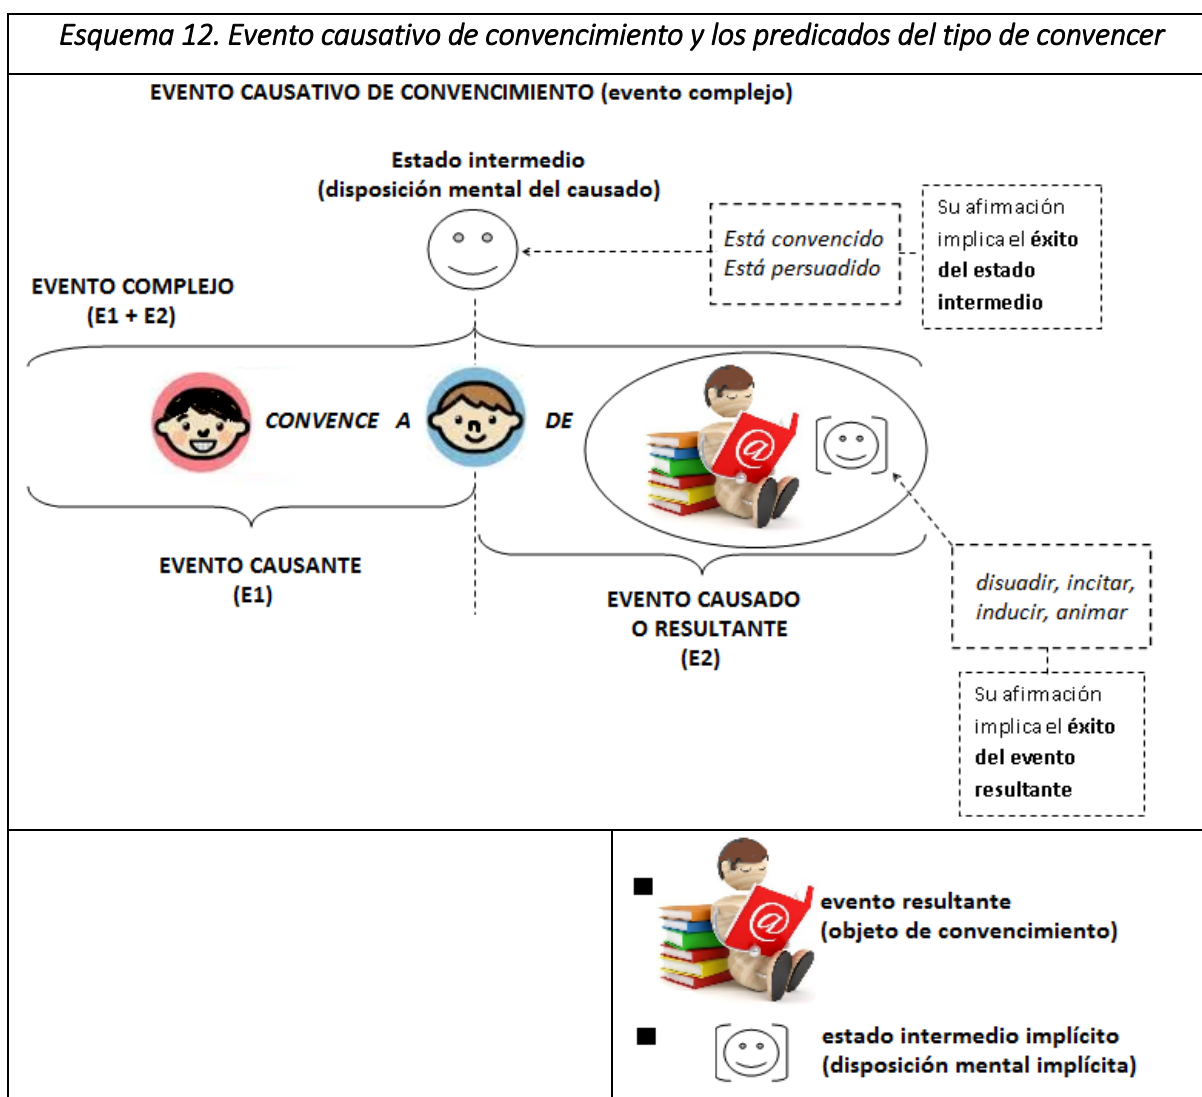 Esquema 12. Evento causativo de convencimiento y los predicados del tipo de convencer
EVENTO CAUSATIVO DE CONVENCIMIENTO (evento complejo)
Estado intermedio
(disposición mental del causado)
Está convencido
Está persuadido
Su afirmación
implica el éxito
del estado
intermedio
EVENTO COMPLEJO
(E1 + E2)
CONVENCE A
DE
@
EVENTO CAUSANTE
(E1)
EVENTO CAUSADO
O RESULTANTE
(E2)
disuadir, incitar,
inducir, animar
Su afirmación
implica el éxito
del evento
resultante
@
evento resultante
(objeto de convencimiento)
estado intermedio implícito
(disposición mental implícita)